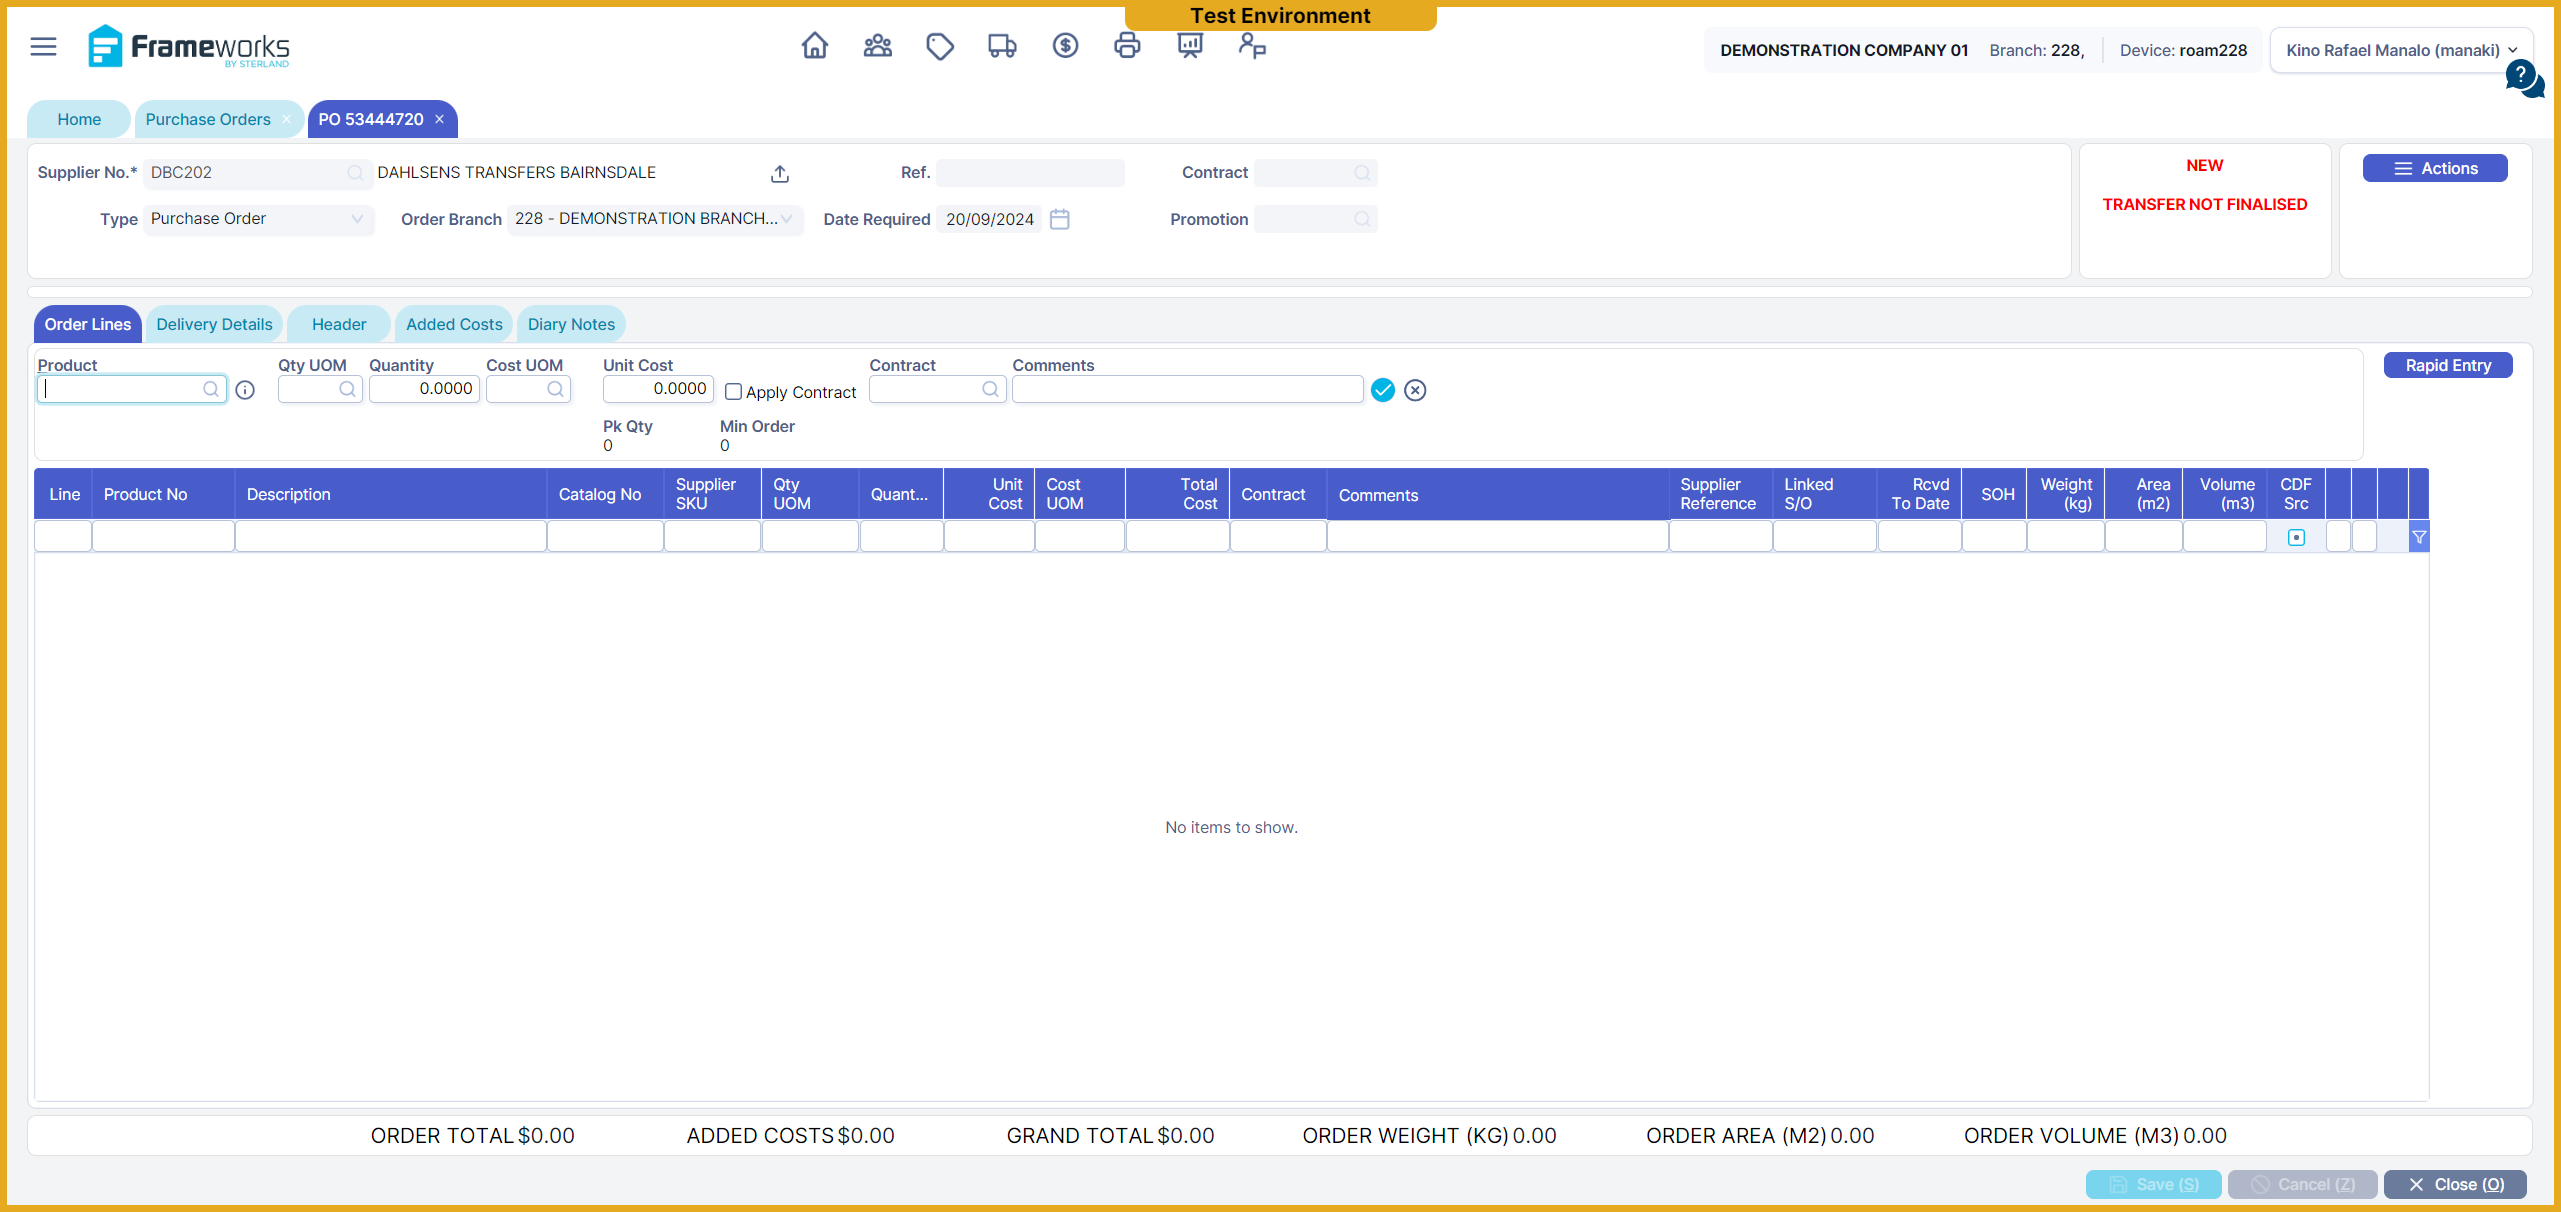 Test Environment
Frameworks
BY STERLAND
DEMONSTRATION COMPANY 01 Branch: 228, Device: roam228 Kino Rafael Manalo (manaki)
?
Home Purchase Orders × PO 53444720 ×
Supplier No.* DBC202 DAHLSENS TRANSFERS BAIRNSDALE Ref. Contract
NEW
Actions
TRANSFER NOT FINALISED
Type Purchase Order Order Branch 228 - DEMONSTRATION BRANCH... Date Required 20/09/2024 Promotion
Order Lines Delivery Details Header Added Costs Diary Notes
Product Qty UOM Quantity Cost UOM Unit Cost Contract Comments
Rapid Entry
0.0000 0.0000 Apply Contract
Pk Qty Min Order
0 0
Line Product No Description Catalog No Supplier SKU Qty UOM Quant... Unit Cost Cost UOM Total Cost Contract Comments Supplier Reference Linked S/O Rcvd To Date SOH Weight (kg) Area (m2) Volume (m3) CDF Src
No items to show.
ORDER TOTAL $0.00 ADDED COSTS $0.00 GRAND TOTAL $0.00 ORDER WEIGHT (KG) 0.00 ORDER AREA (M2) 0.00 ORDER VOLUME (M3) 0.00
Save (S) Cancel (Z) Close (O)